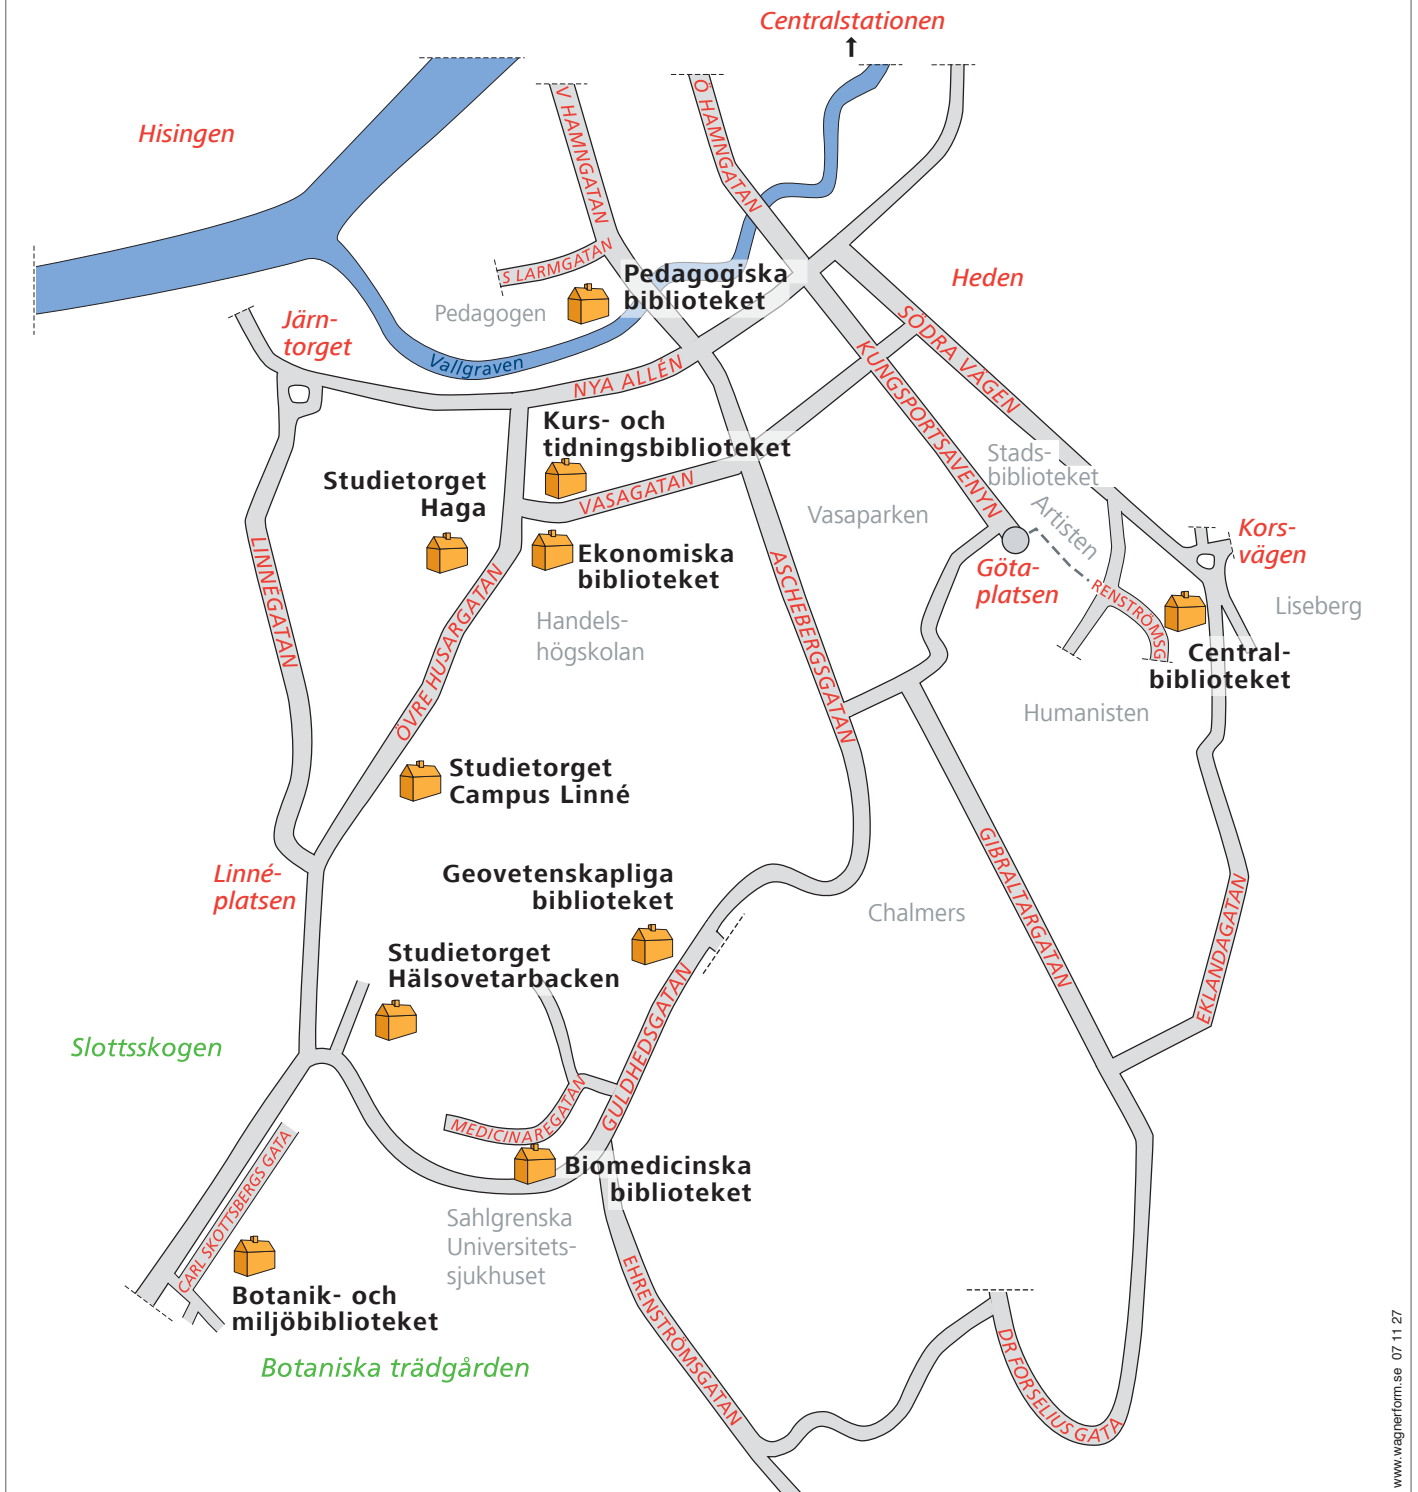 Centralstationen
Hisingen
V HAMNGATAN
Ö HAMNGATAN
S LARMGATAN
Pedagogiska
biblioteket
Heden
Pedagogen
Järn-
torget
Vallgraven
NYA ALLÉN
SÖDRA VÄGEN
KUNGSPORTSAVENYN
Kurs- och
tidningsbiblioteket
Stads-
biblioteket
Studietorget
Haga
VASAGATAN
Vasaparken
Artisten
Kors-
vägen
LINNÉGATAN
Ekonomiska
biblioteket
ASCHEBERGSGATAN
Göta-
platsen
RENSTRÖMSG
Liseberg
Handels-
högskolan
ÖVRE HUSARGATAN
Central-
biblioteket
Humanisten
Studietorget
Campus Linné
Linné-
platsen
Geovetenskapliga
biblioteket
Chalmers
GIBRALTARGATAN
EKLANDAGATAN
Studietorget
Hälsovetarbacken
Slottsskogen
GULDHEDSGATAN
MEDICINAREGATAN
CARL SKOTTSBERGS GATA
Biomedicinska
biblioteket
Sahlgrenska
Universitets-
sjukhuset
Botanik- och
miljöbiblioteket
EHRENSTRÖMSGATAN
Botaniska trädgården
DR FORSELIUS GATA
www.wagnerform.se 07 11 27